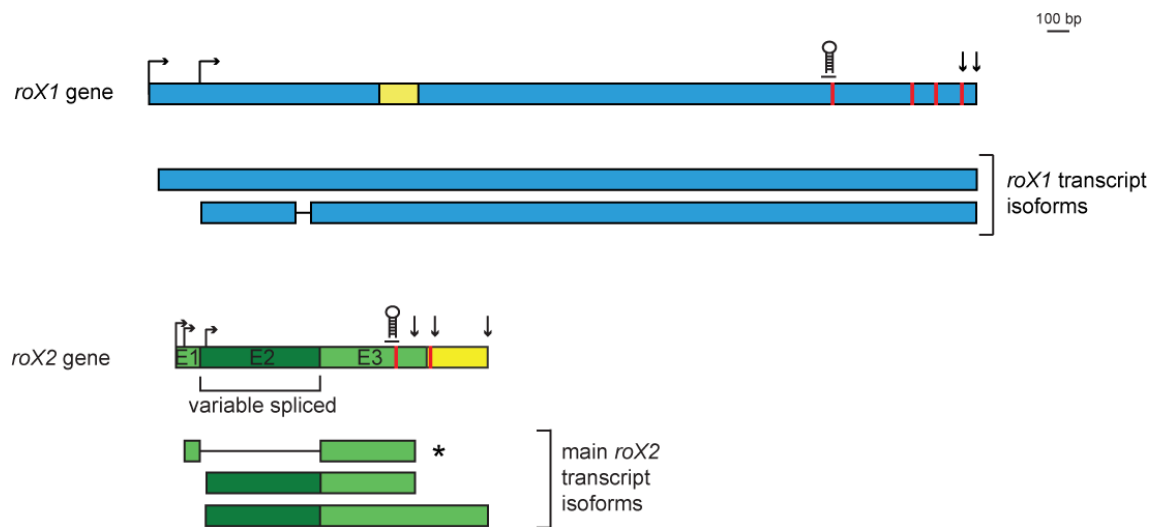 100 bp
roX1 gene
roX1 transcript
isoforms
roX2 gene
E1
E2
E3
variable spliced
*
main roX2
transcript
isoforms